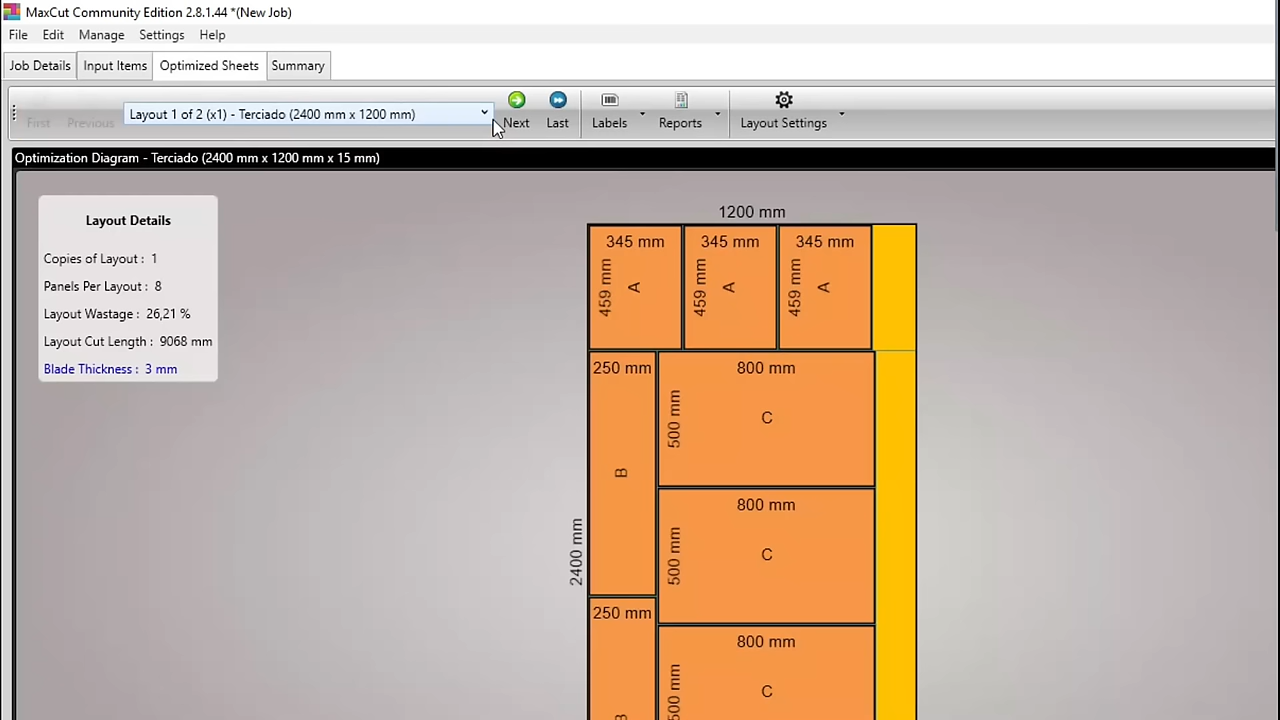 MaxCut Community Edition 2.8.1.44 *(New Job)
File Edit Manage Settings Help
Job Details Input Items Optimized Sheets Summary
First Previous Layout 1 of 2 (x1) - Terciado (2400 mm x 1200 mm) Next Last Labels Reports Layout Settings
Optimization Diagram - Terciado (2400 mm x 1200 mm x 15 mm)
Layout Details
Copies of Layout : 1
Panels Per Layout : 8
Layout Wastage : 26,21 %
Layout Cut Length : 9068 mm
Blade Thickness : 3 mm
1200 mm
345 mm 345 mm 345 mm
459 mm A 459 mm A 459 mm A
250 mm 800 mm
500 mm C
B
800 mm
2400 mm 500 mm C
250 mm
800 mm
B 500 mm C